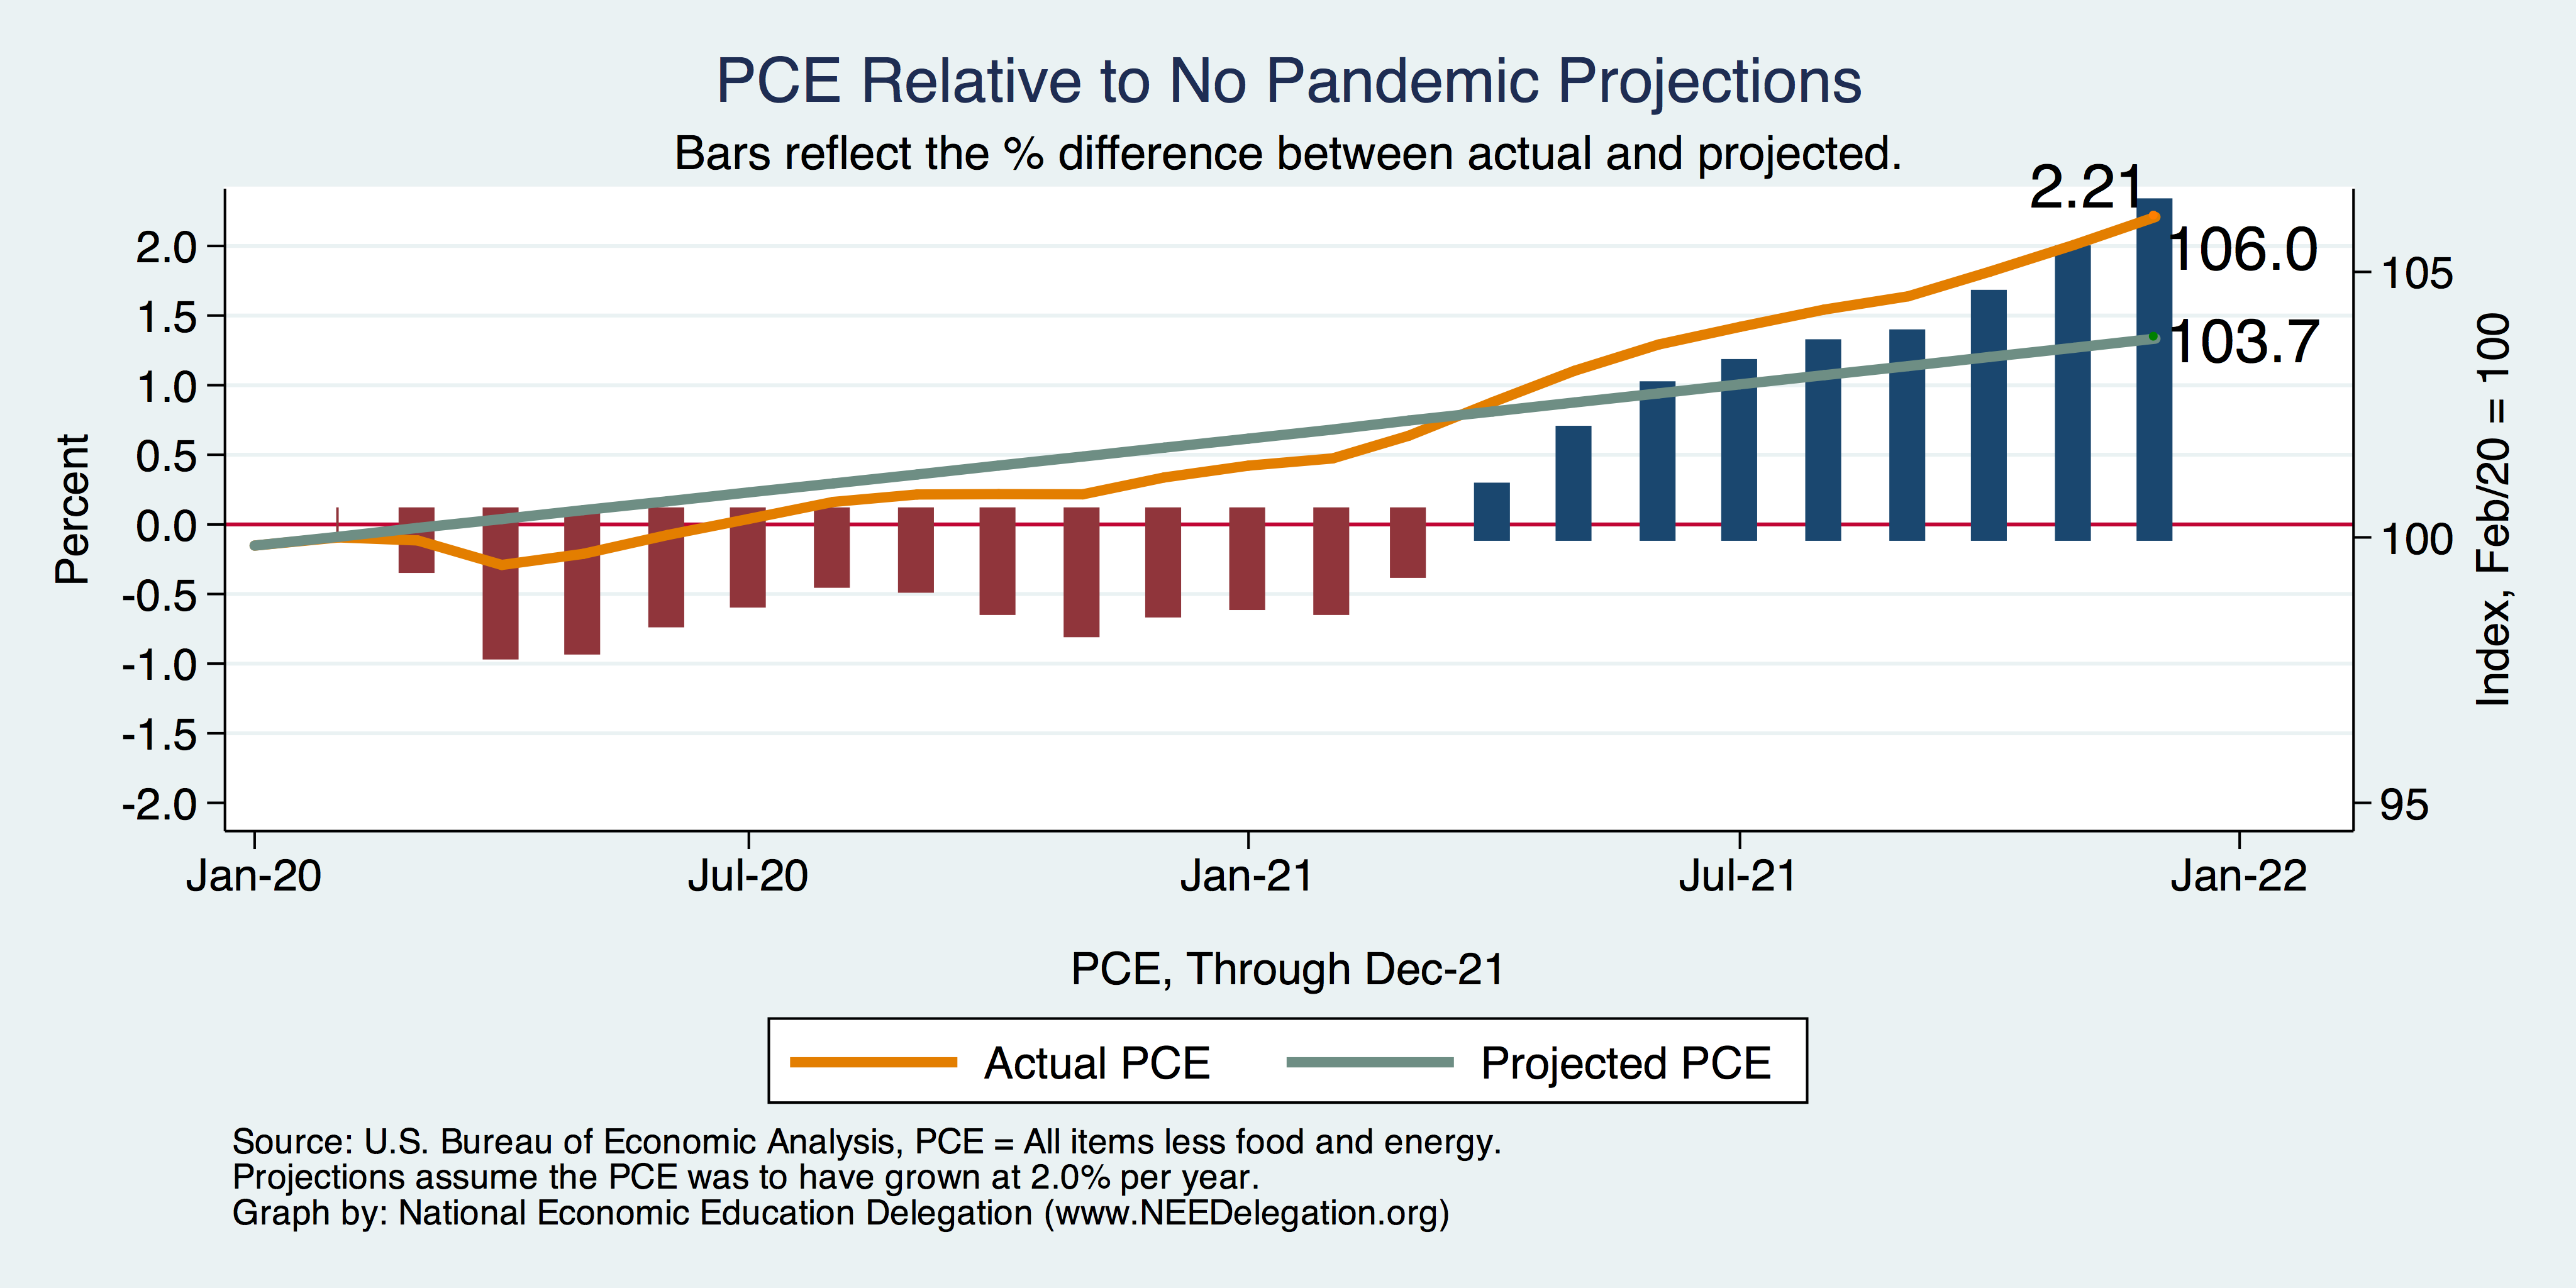 PCE Relative to No Pandemic Projections
Bars reflect the % difference between actual and projected.
2.21
106.0
103.7
Percent
2.0
1.5
1.0
0.5
0.0
-0.5
-1.0
-1.5
-2.0
105
100
95
Index, Feb/20 = 100
Jan-20 Jul-20 Jan-21 Jul-21 Jan-22
PCE, Through Dec-21
Actual PCE Projected PCE
Source: U.S. Bureau of Economic Analysis, PCE = All items less food and energy.
Projections assume the PCE was to have grown at 2.0% per year.
Graph by: National Economic Education Delegation (www.NEEDelegation.org)